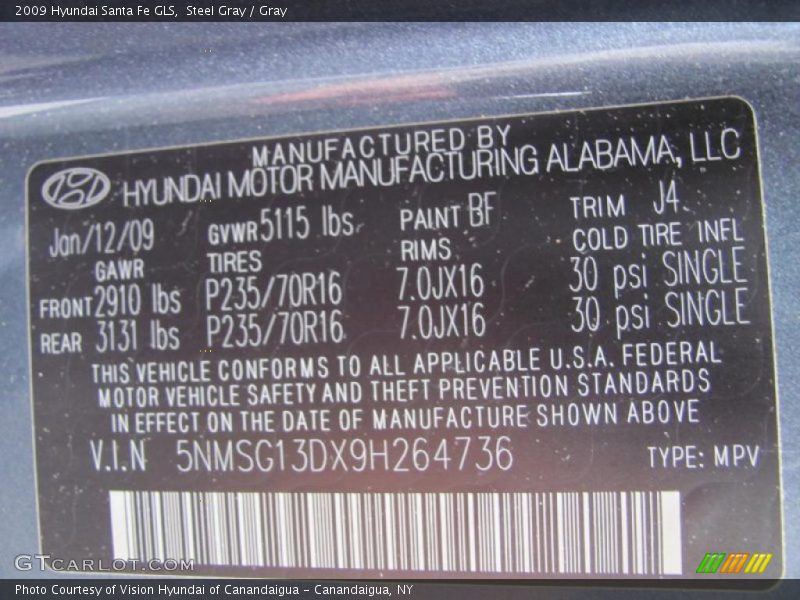 2009 Hyundai Santa Fe GLS, Steel Gray / Gray
MANUFACTURED BY
HYUNDAI MOTOR MANUFACTURING ALABAMA, LLC
Jan/12/09 GVWR 5115 lbs. PAINT BF TRIM J4
GAWR TIRES RIMS COLD TIRE INFL
FRONT 2910 lbs P235/70R16 7.0JX16 30 psi SINGLE
REAR 3131 lbs P235/70R16 7.0JX16 30 psi SINGLE
THIS VEHICLE CONFORMS TO ALL APPLICABLE U.S.A. FEDERAL
MOTOR VEHICLE SAFETY AND THEFT PREVENTION STANDARDS
IN EFFECT ON THE DATE OF MANUFACTURE SHOWN ABOVE
V.I.N 5NMSG13DX9H264736 TYPE: MPV
GTCARLOT.COM
Photo Courtesy of Vision Hyundai of Canandaigua - Canandaigua, NY